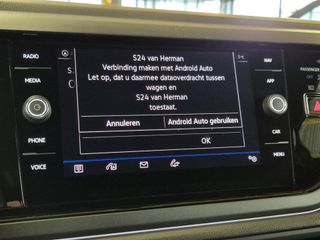 RADIO
MEDIA
PHONE
VOICE
S24 van Herman
Verbinding maken met Android Auto
Let op, dat u daarmee dataoverdracht tussen
wagen en
S24 van Herman
toestaat.
Annuleren
Android Auto gebruiken
OK
NAV
APP
CAR
MENU
PASSENGER